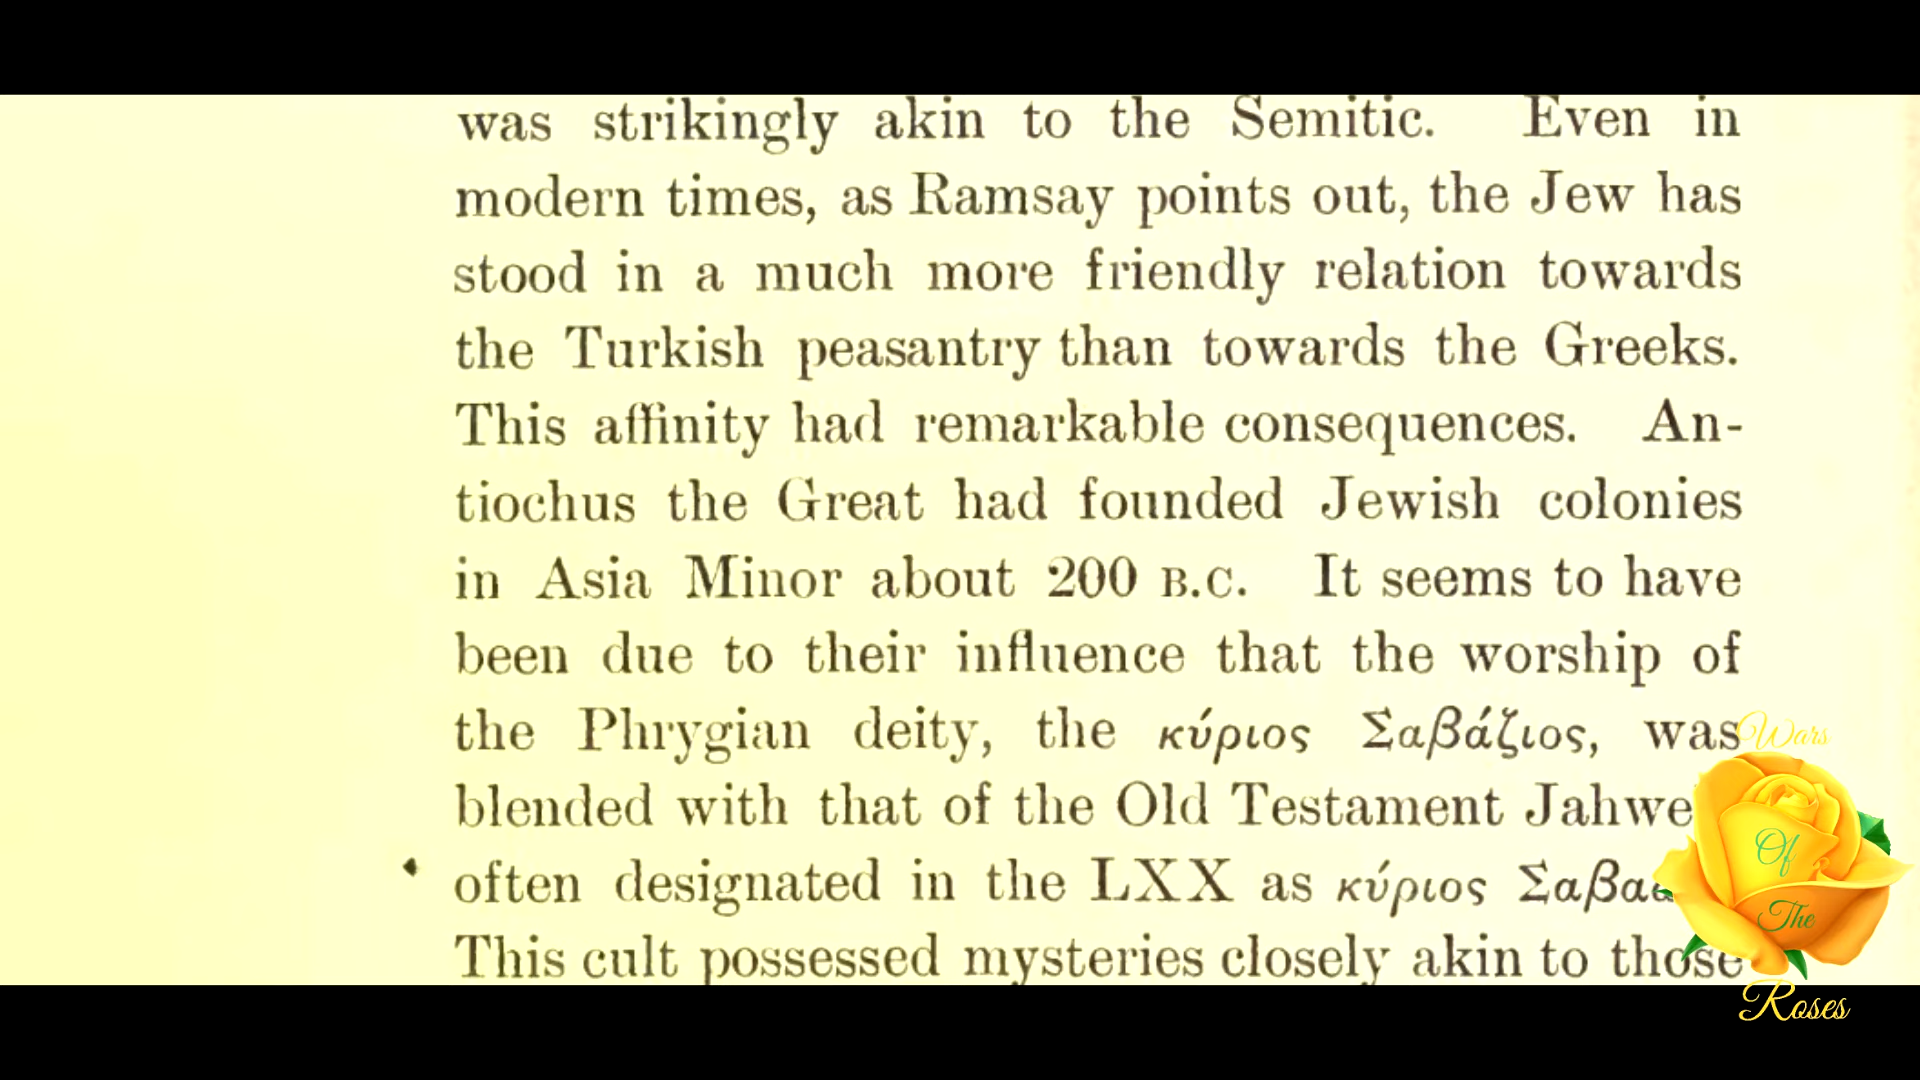 was strikingly akin to the Semitic. Even in
modern times, as Ramsay points out, the Jew has
stood in a much more friendly relation towards
the Turkish peasantry than towards the Greeks.
This affinity had remarkable consequences. An-
tiochus the Great had founded Jewish colonies
in Asia Minor about 200 B.C. It seems to have
been due to their influence that the worship of
the Phrygian deity, the κύριος Σαβάζιος, was
blended with that of the Old Testament Jahwe
often designated in the LXX as κύριος
This cult possessed mysteries closely akin to those
Wars
Of
The
Roses